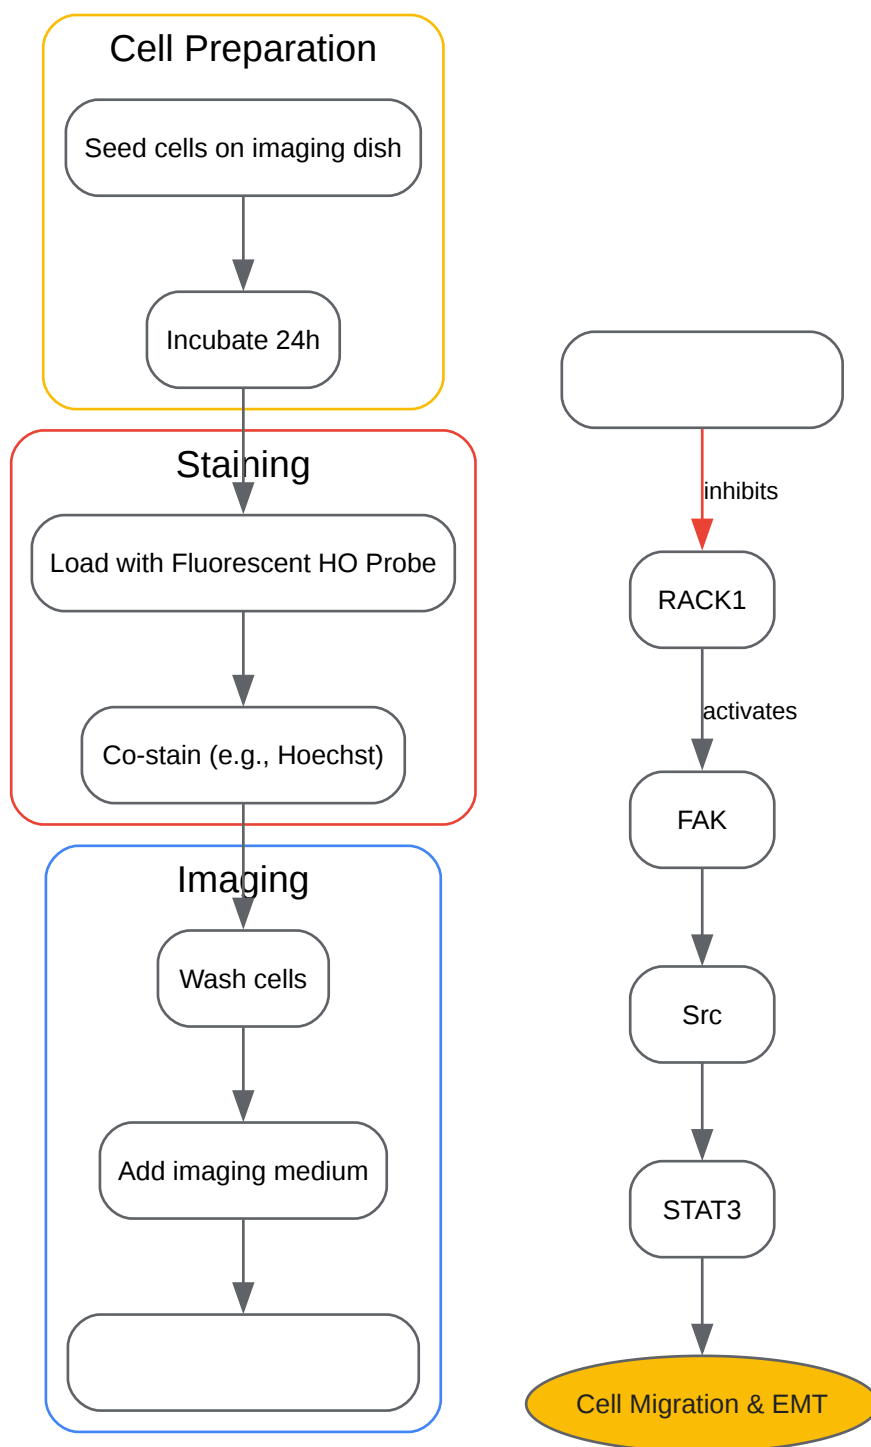 Cell Preparation
Seed cells on imaging dish
Incubate 24h
Staining
Load with Fluorescent HO Probe
Co-stain (e.g., Hoechst)
Imaging
Wash cells
Add imaging medium
inhibits
RACK1
activates
FAK
Src
STAT3
Cell Migration & EMT